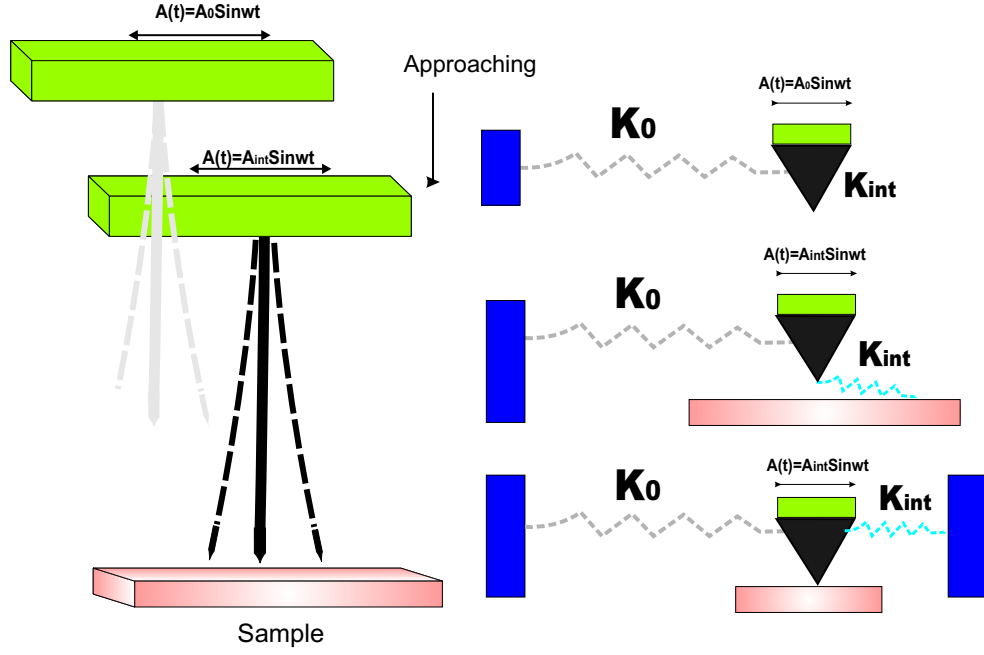 A(t)=A0Sinwt
Approaching
A(t)=AintSinwt
Sample
A(t)=A0Sinwt
K0
Kint
A(t)=AintSinwt
K0
Kint
A(t)=AintSinwt
K0
Kint